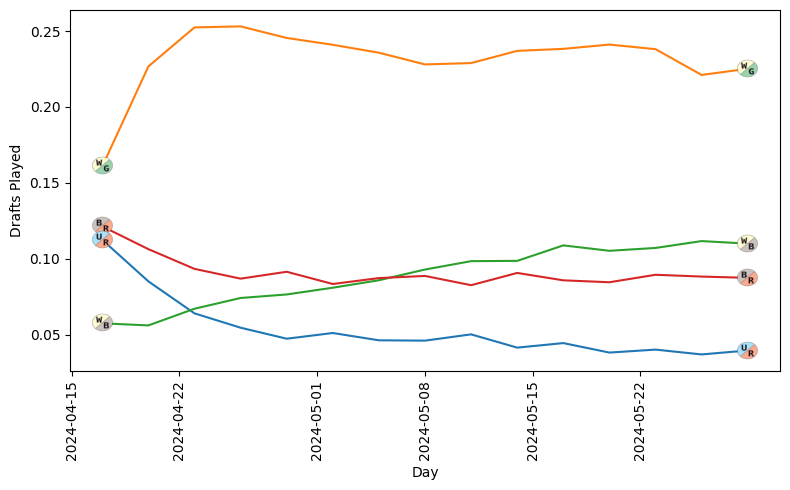 0.25
0.20
0.15
0.10
0.05
Drafts Played
W
G
W
G
B
R
U
R
W
B
W
B
B
R
U
R
2024-04-15
2024-04-22
2024-05-01
2024-05-08
2024-05-15
2024-05-22
Day